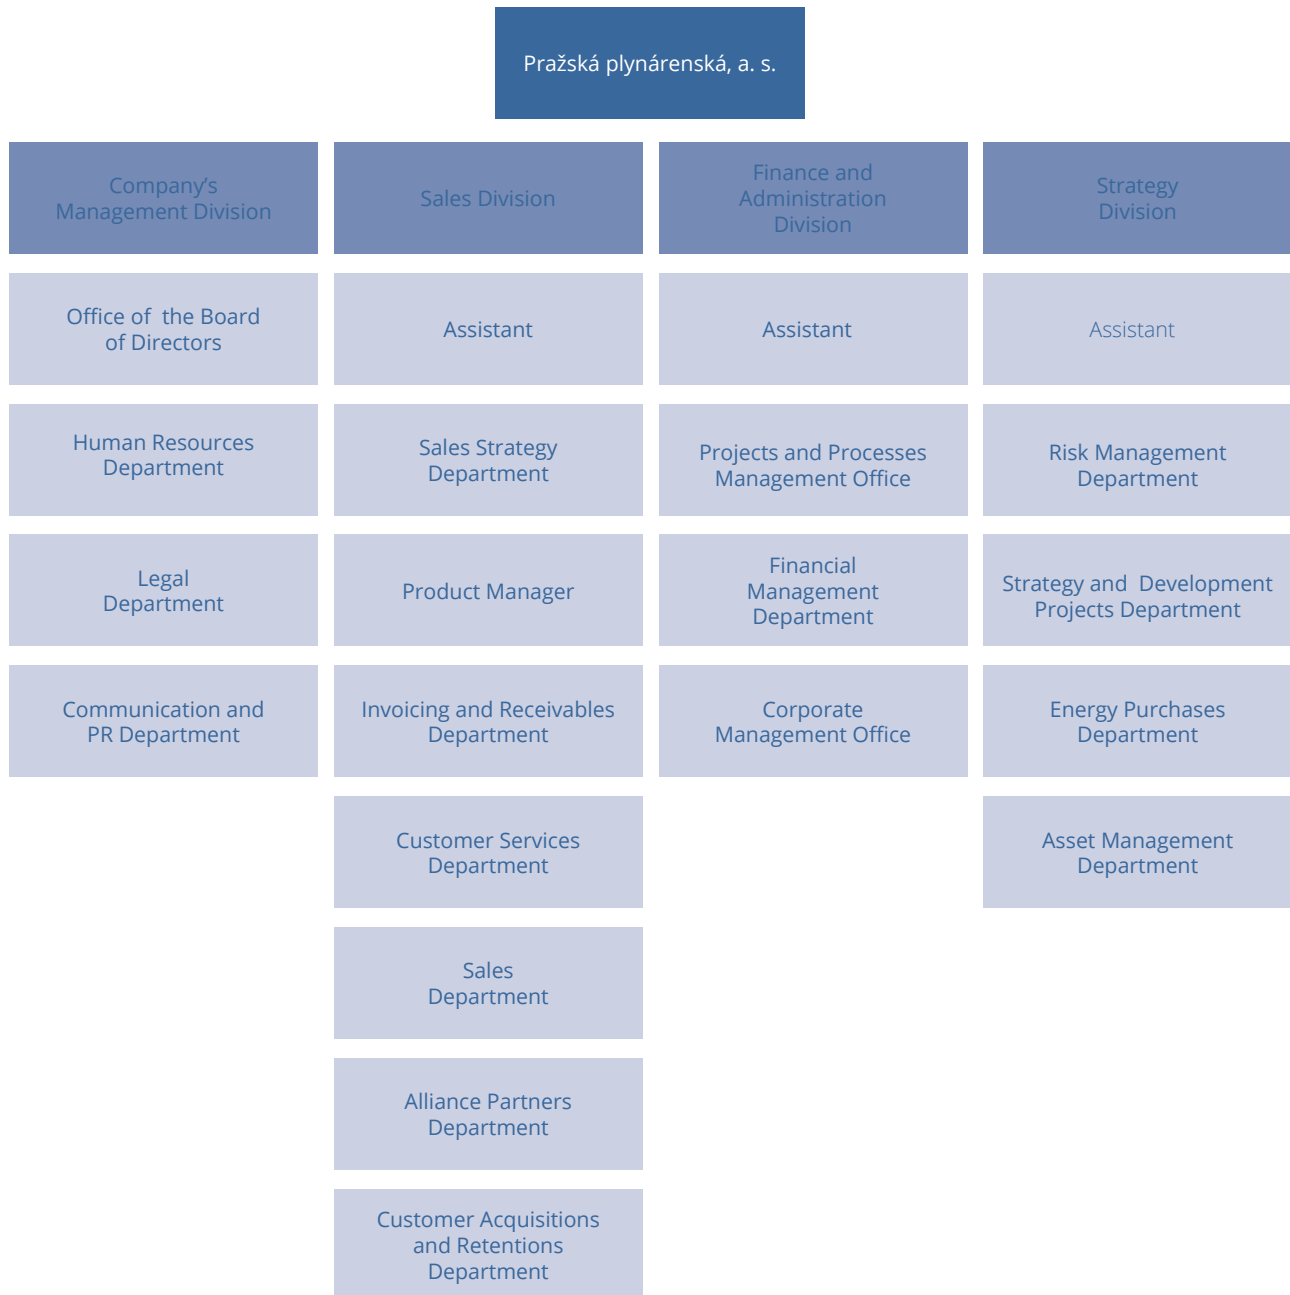 Pražská plynárenská, a. s.
Company’s
Management Division
Sales Division
Finance and
Administration
Division
Strategy
Division
Office of  the Board
of Directors
Assistant
Assistant
Assistant
Human Resources
Department
Sales Strategy
Department
Projects and Processes
Management Office
Risk Management
Department
Legal
Department
Product Manager
Financial
Management
Department
Strategy and  Development
Projects Department
Communication and
PR Department
Invoicing and Receivables
Department
Corporate
Management Office
Energy Purchases
Department
Customer Services
Department
Asset Management
Department
Sales
Department
Alliance Partners
Department
Customer Acquisitions
and Retentions
Department